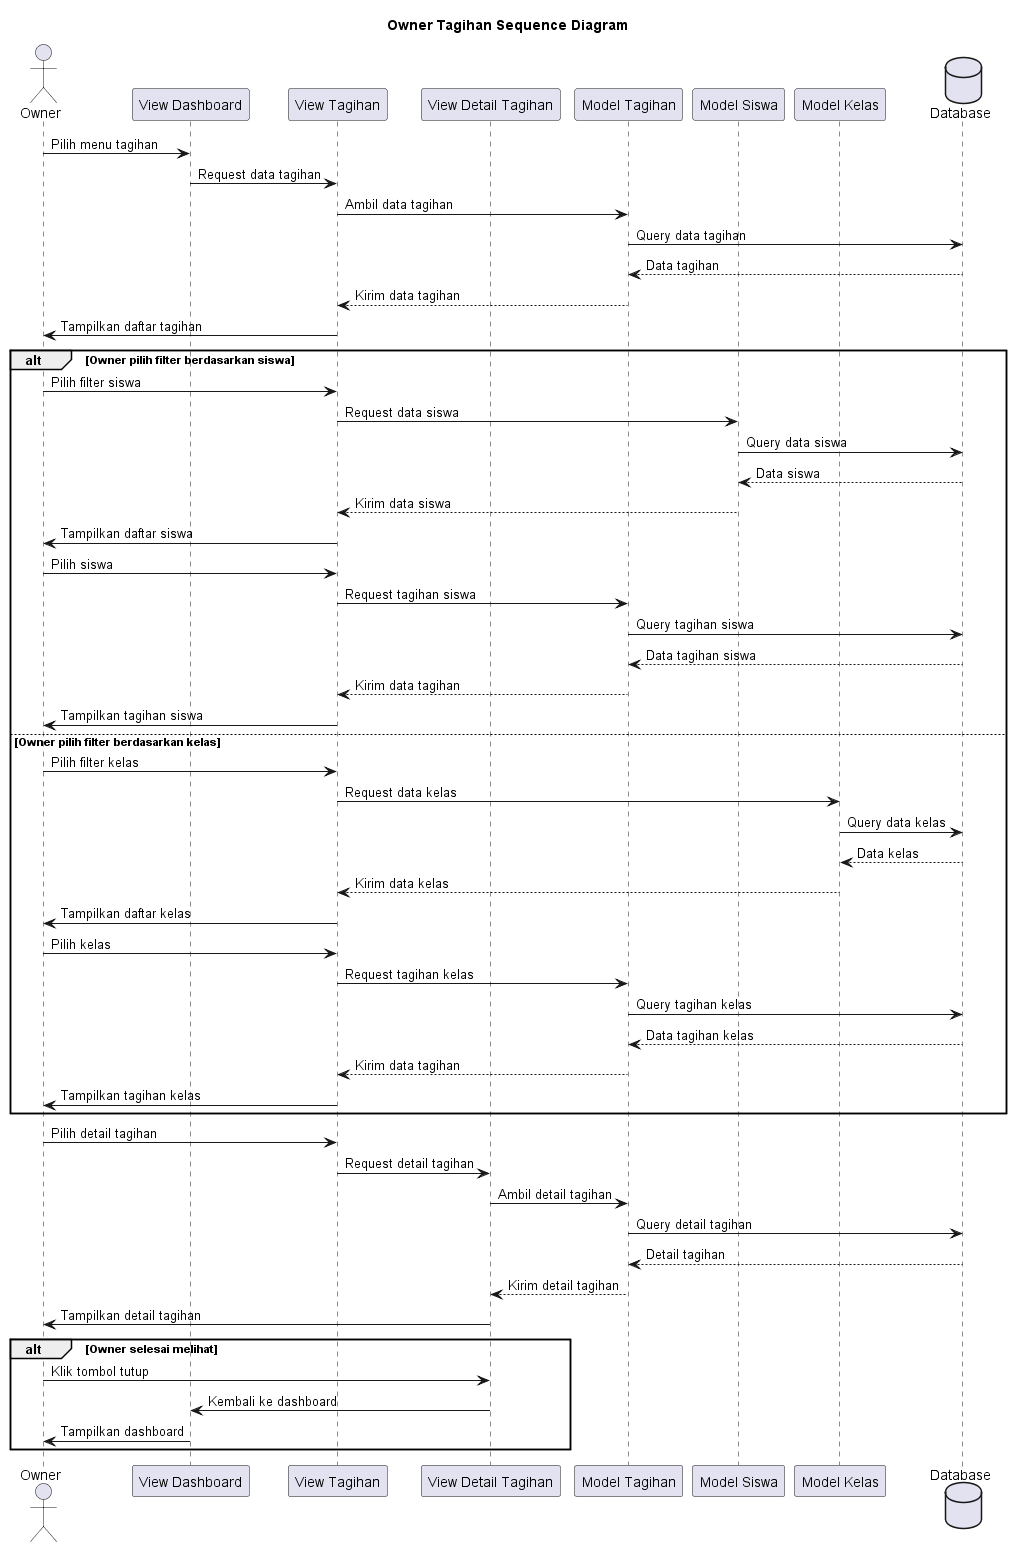 Owner Tagihan Sequence Diagram
Owner
View Dashboard
View Tagihan
View Detail Tagihan
Model Tagihan
Model Siswa
Model Kelas
Database
Pilih menu tagihan
Request data tagihan
Ambil data tagihan
Query data tagihan
Data tagihan
Kirim data tagihan
Tampilkan daftar tagihan
alt [Owner pilih filter berdasarkan siswa]
Pilih filter siswa
Request data siswa
Query data siswa
Data siswa
Kirim data siswa
Tampilkan daftar siswa
Pilih siswa
Request tagihan siswa
Query tagihan siswa
Data tagihan siswa
Kirim data tagihan
Tampilkan tagihan siswa
[Owner pilih filter berdasarkan kelas]
Pilih filter kelas
Request data kelas
Query data kelas
Data kelas
Kirim data kelas
Tampilkan daftar kelas
Pilih kelas
Request tagihan kelas
Query tagihan kelas
Data tagihan kelas
Kirim data tagihan
Tampilkan tagihan kelas
Pilih detail tagihan
Request detail tagihan
Ambil detail tagihan
Query detail tagihan
Detail tagihan
Kirim detail tagihan
Tampilkan detail tagihan
alt [Owner selesai melihat]
Klik tombol tutup
Kembali ke dashboard
Tampilkan dashboard
Owner
View Dashboard
View Tagihan
View Detail Tagihan
Model Tagihan
Model Siswa
Model Kelas
Database